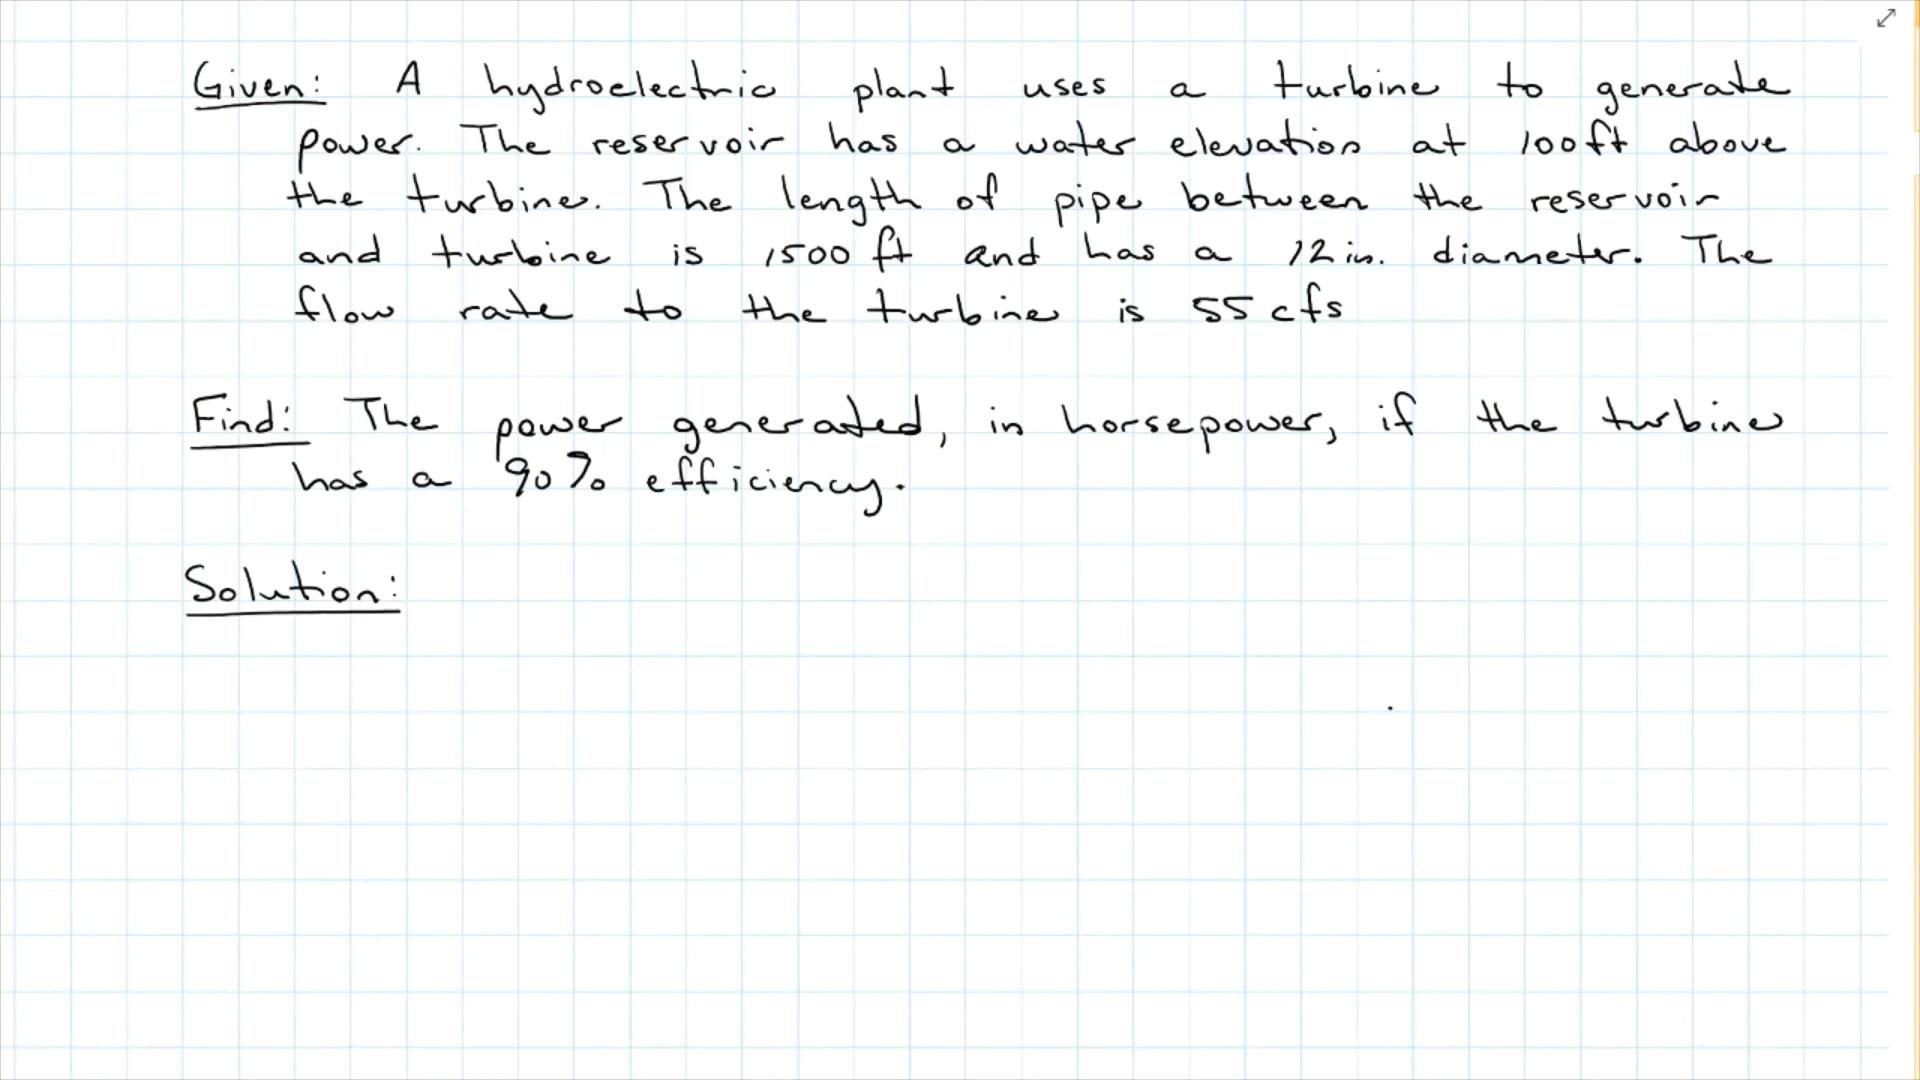 Given: A hydroelectric plant uses a turbine to generate
power. The reservoir has a water elevation at 100ft above
the turbine. The length of pipe between the reservoir
and turbine is 1500 ft and has a 12 in. diameter. The
flow rate to the turbine is 55 cfs
Find: The power generated, in horsepower, if the turbine
has a 90% efficiency.
Solution: